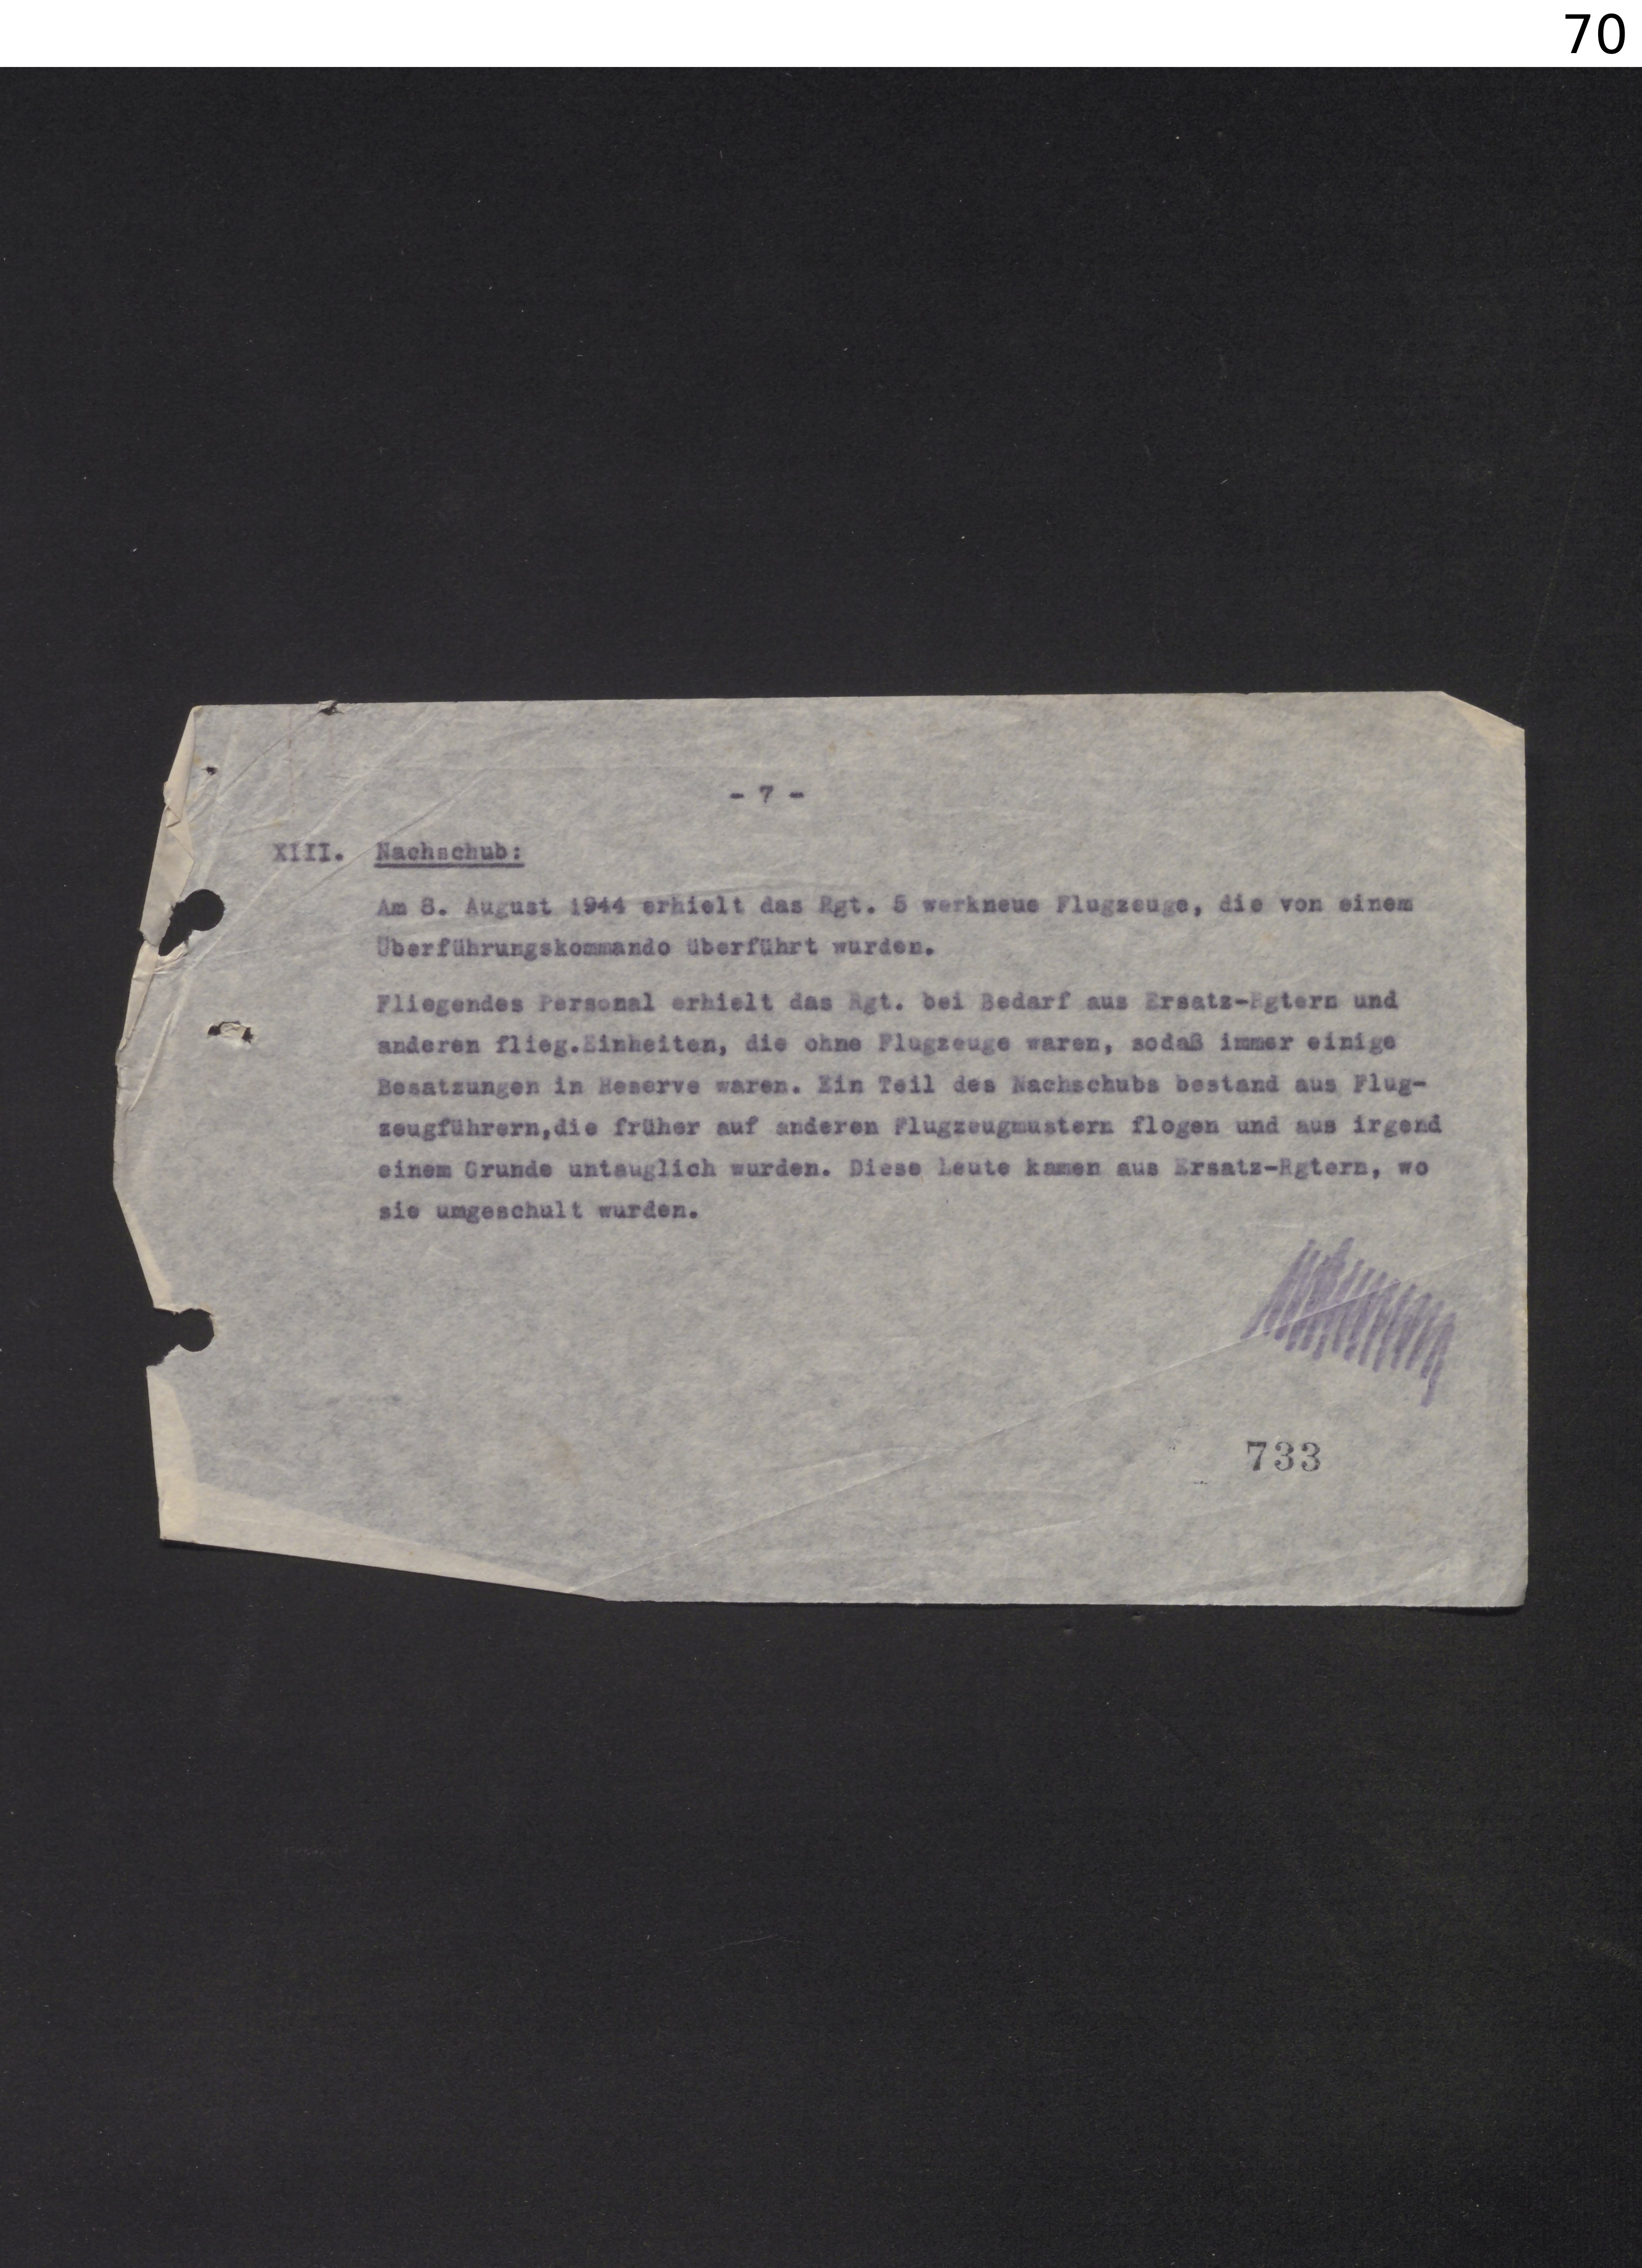 70
- 7 -
XIII. Nachschub:
Am 8. August 1944 erhielt das Rgt. 5 werkneue Flugzeuge, die von einem
Überführungskommando überführt wurden.
Fliegendes Personal erhielt das Rgt. bei Bedarf aus Ersatz-Rgtern und
anderen flieg.Einheiten, die ohne Flugzeuge waren, sodaß immer einige
Besatzungen in Reserve waren. Ein Teil des Nachschubs bestand aus Flug-
zeugführern,die früher auf anderen Flugzeugmustern flogen und aus irgend
einem Grunde untauglich wurden. Diese Leute kamen aus Ersatz-Rgtern, wo
sie umgeschult wurden.
733